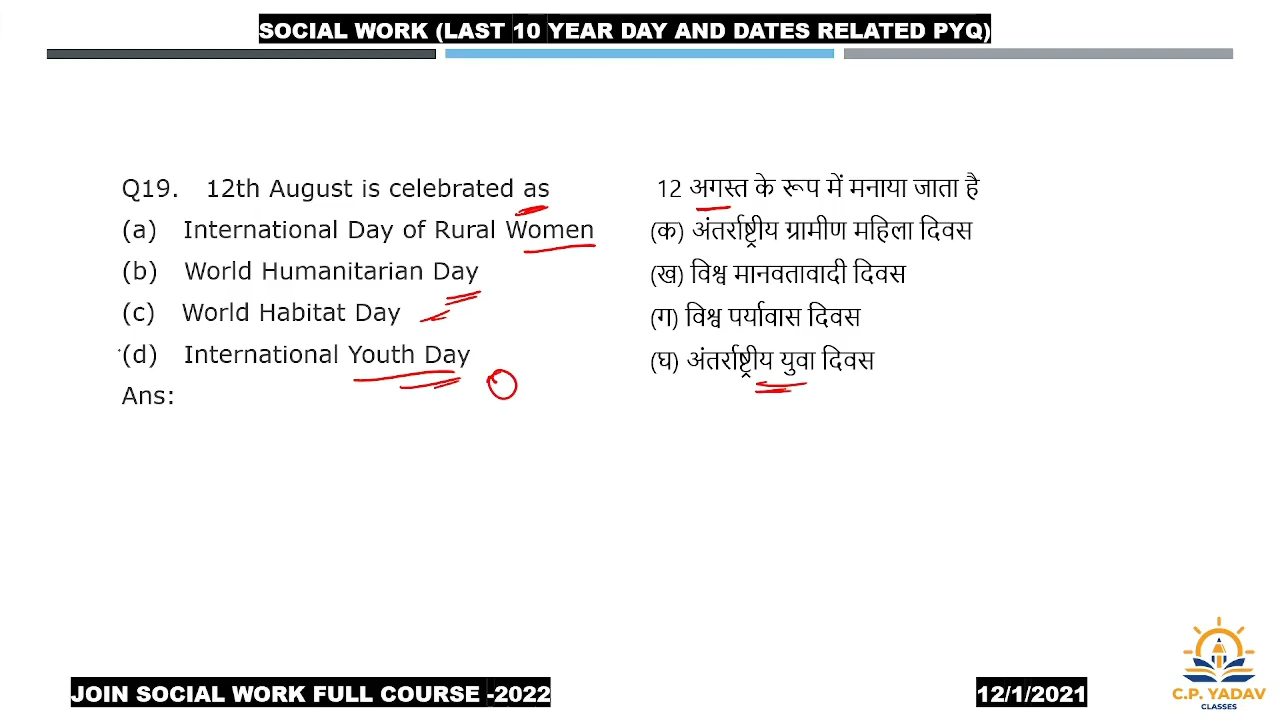 SOCIAL WORK (LAST 10 YEAR DAY AND DATES RELATED PYQ)
Q19. 12th August is celebrated as
(a) International Day of Rural Women
(b) World Humanitarian Day
(c) World Habitat Day
(d) International Youth Day
Ans:
12 अगस्त के रूप में मनाया जाता है
(क) अंतर्राष्ट्रीय ग्रामीण महिला दिवस
(ख) विश्व मानवतावादी दिवस
(ग) विश्व पर्यावास दिवस
(घ) अंतर्राष्ट्रीय युवा दिवस
JOIN SOCIAL WORK FULL COURSE -2022
12/1/2021
C.P. YADAV
CLASSES